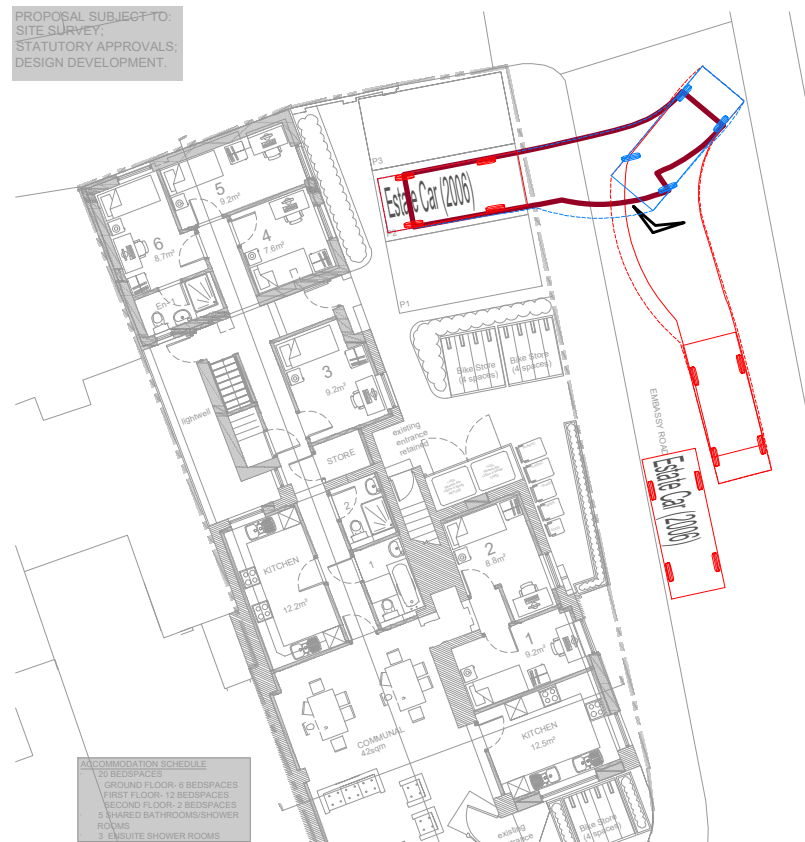 PROPOSAL SUBJECT TO:
SITE SURVEY;
STATUTORY APPROVALS;
DESIGN DEVELOPMENT.
P3
Estate Car (2006)
P2
P1
5
9.2m²
6
8.7m²
4
7.6m²
En-
3
9.2m²
lightwell
Bike Store
(4 spaces)
Bike Store
(4 spaces)
existing
entrance
retained
STORE
EMBASSY ROAD
Estate Car (2006)
2
1
KITCHEN
12.2m²
2
8.8m²
1
9.2m²
COMMUNAL
42sqm
KITCHEN
12.5m²
existing
entrance
Bike Store
(4 spaces)
ACCOMMODATION SCHEDULE
- 20 BEDSPACES
GROUND FLOOR- 6 BEDSPACES
FIRST FLOOR- 12 BEDSPACES
SECOND FLOOR- 2 BEDSPACES
- 5 SHARED BATHROOMS/SHOWER
ROOMS
- 3 ENSUITE SHOWER ROOMS